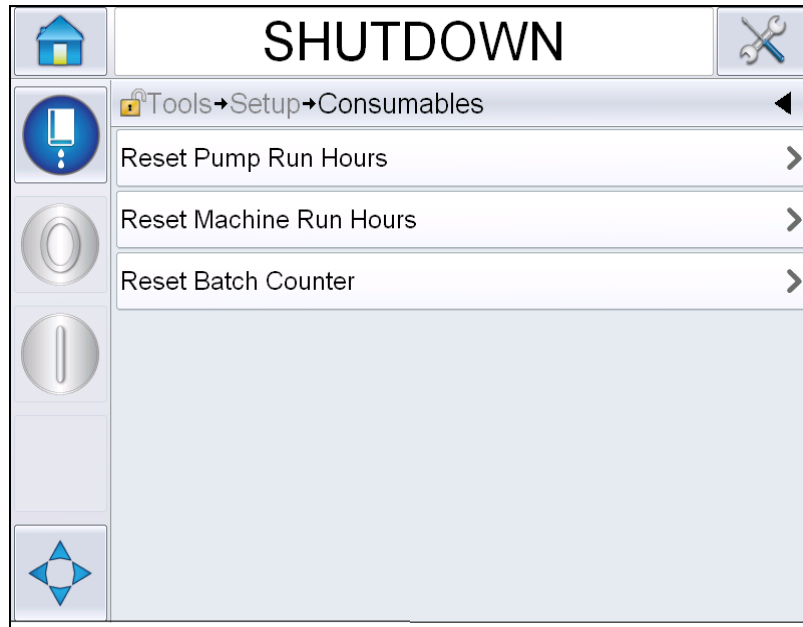 SHUTDOWN
Tools→Setup→Consumables
Reset Pump Run Hours
Reset Machine Run Hours
Reset Batch Counter